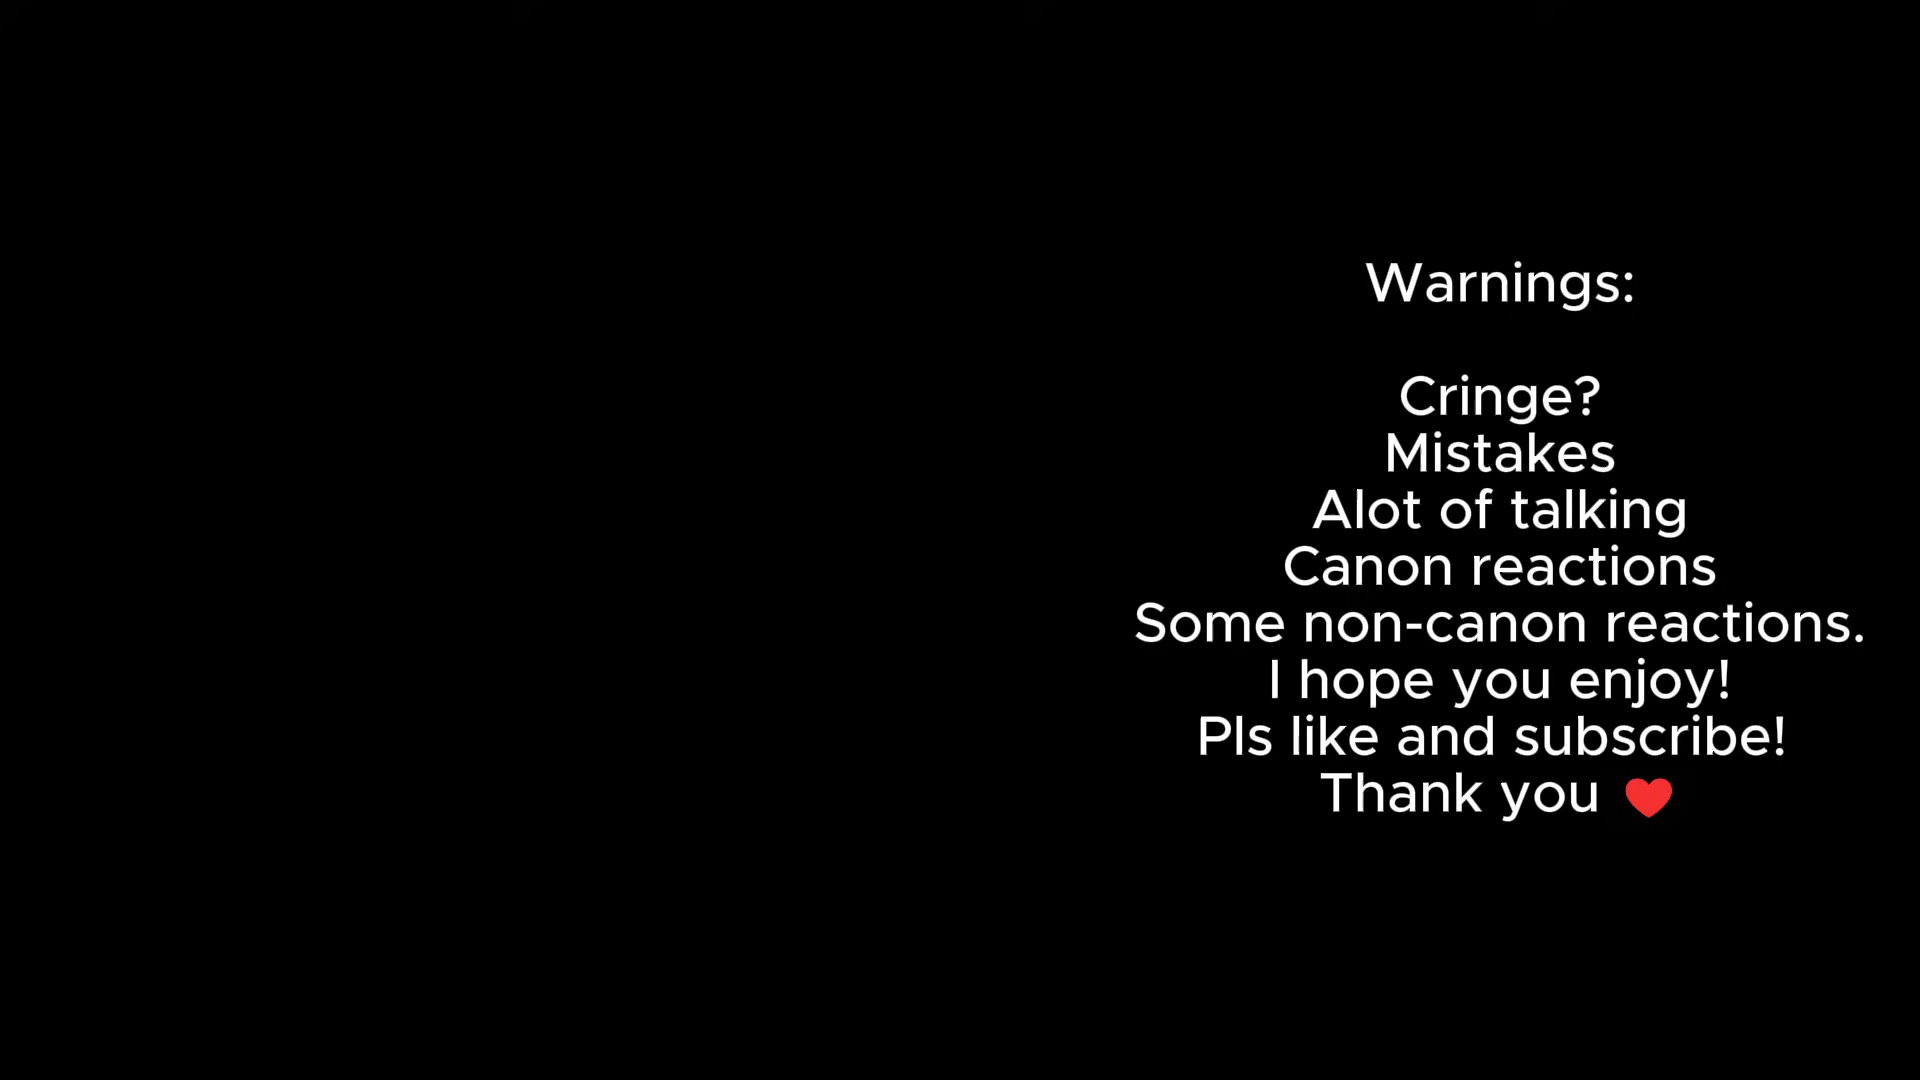 Warnings:
Cringe?
Mistakes
Alot of talking
Canon reactions
Some non-canon reactions.
I hope you enjoy!
Pls like and subscribe!
Thank you ❤️